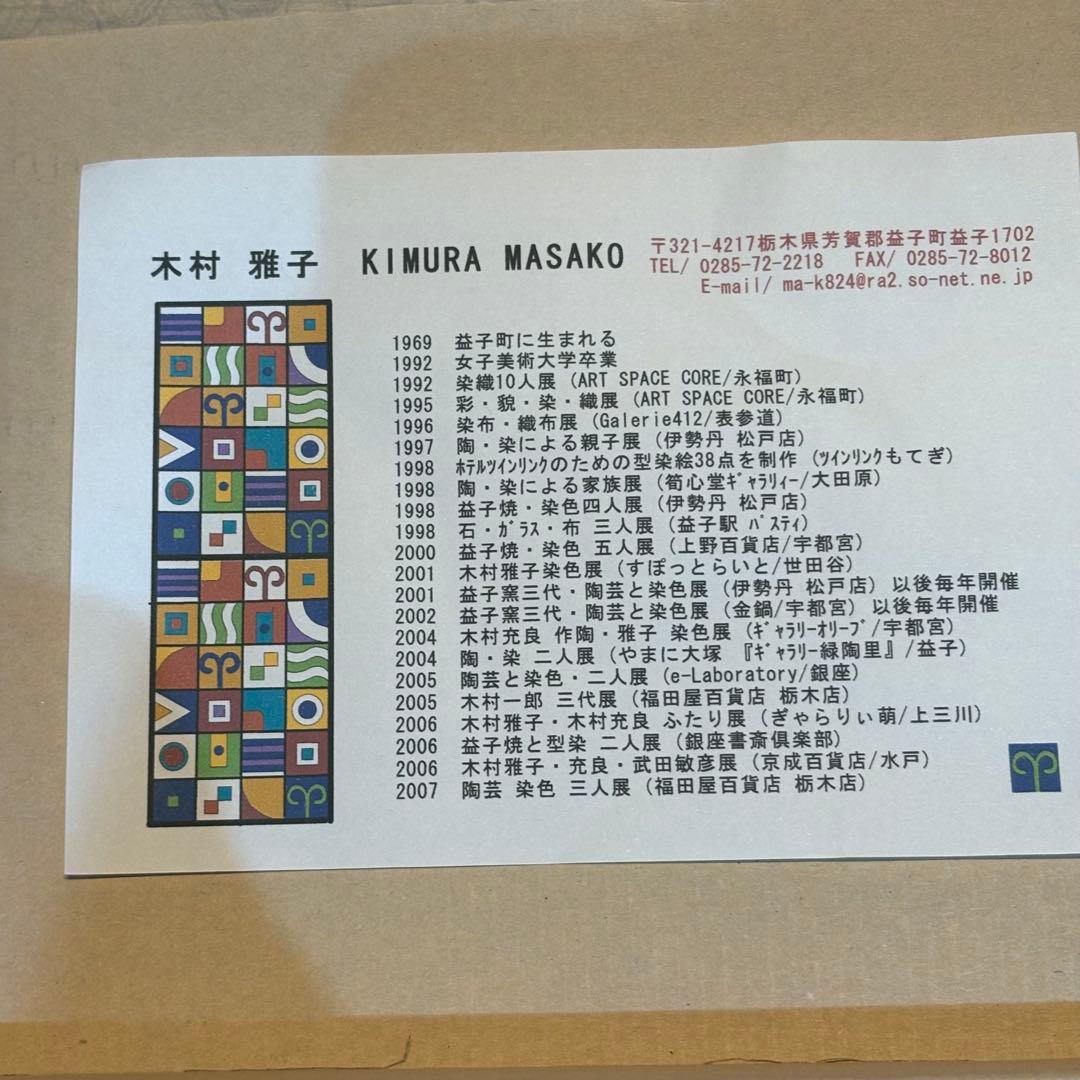 木村 雅子 KIMURA MASAKO
〒321-4217栃木県芳賀郡益子町益子1702
TEL/ 0285-72-2218 FAX/ 0285-72-8012
E-mail/ ma-k824@ra2.so-net.ne.jp
1969 益子町に生まれる
1992 女子美術大学卒業
1992 染織10人展 (ART SPACE CORE/永福町)
1995 彩・貌・染・織展 (ART SPACE CORE/永福町)
1996 染布・織布展 (Galerie412/表参道)
1997 陶・染による親子展 (伊勢丹 松戸店)
1998 ﾎﾃﾙﾂｲﾝﾘﾝｸのための型染絵38点を制作 (ﾂｲﾝﾘﾝｸもてぎ)
1998 陶・染による家族展 (筍心堂ｷﾞｬﾗﾘｨｰ/大田原)
1998 益子焼・染色四人展 (伊勢丹 松戸店)
1998 石・ｶﾞﾗｽ・布 三人展 (益子駅 ﾊﾟｽﾃｨ)
2000 益子焼・染色 五人展 (上野百貨店/宇都宮)
2001 木村雅子染色展 (すぽっとらいと/世田谷)
2001 益子窯三代・陶芸と染色展 (伊勢丹 松戸店) 以後毎年開催
2002 益子窯三代・陶芸と染色展 (金鍋/宇都宮) 以後毎年開催
2004 木村充良 作陶・雅子 染色展 (ｷﾞｬﾗﾘｰｵﾘｰﾌﾞ/宇都宮)
2004 陶・染 二人展 (やまに大塚 『ｷﾞｬﾗﾘｰ緑陶里』/益子)
2005 陶芸と染色・二人展 (e-Laboratory/銀座)
2005 木村一郎 三代展 (福田屋百貨店 栃木店)
2006 木村雅子・木村充良 ふたり展 (ぎゃらりぃ萌/上三川)
2006 益子焼と型染 二人展 (銀座書斎倶楽部)
2006 木村雅子・充良・武田敏彦展 (京成百貨店/水戸)
2007 陶芸 染色 三人展 (福田屋百貨店 栃木店)